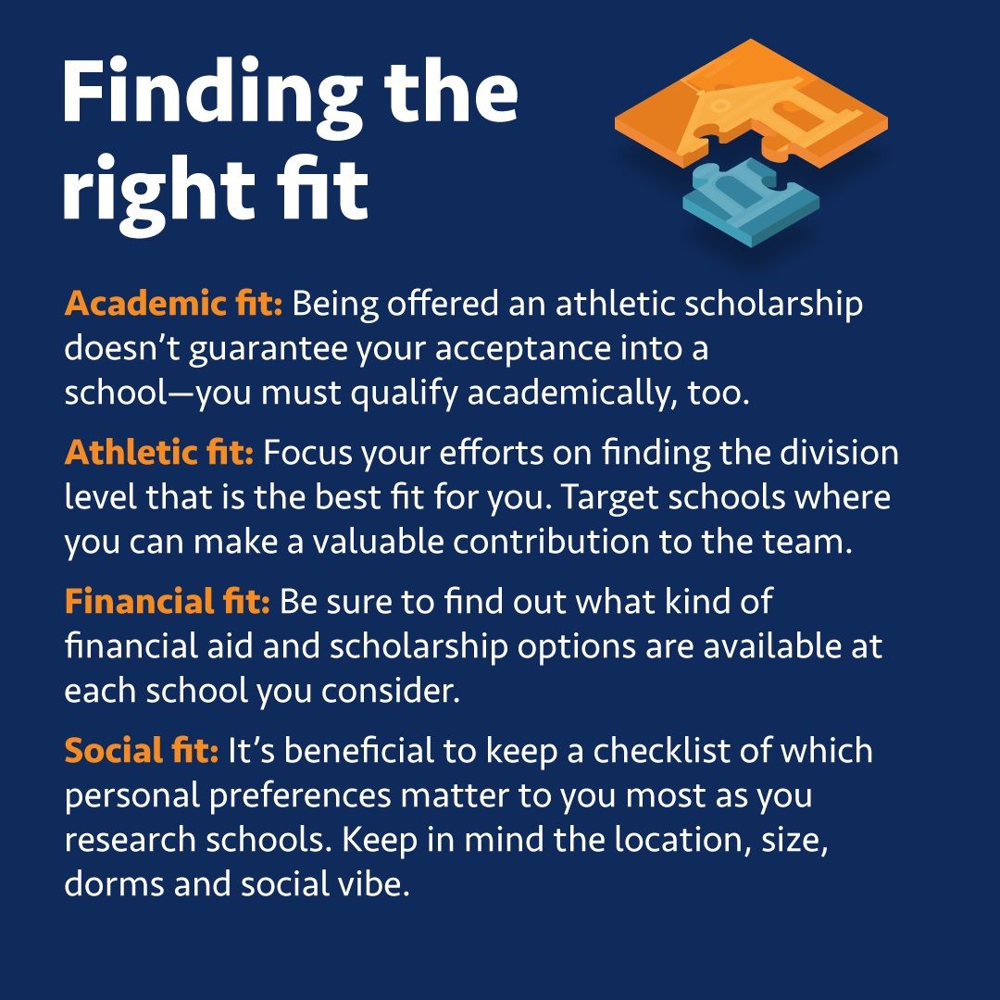 Finding the
right fit
Academic fit: Being offered an athletic scholarship
doesn’t guarantee your acceptance into a
school—you must qualify academically, too.
Athletic fit: Focus your efforts on finding the division
level that is the best fit for you. Target schools where
you can make a valuable contribution to the team.
Financial fit: Be sure to find out what kind of
financial aid and scholarship options are available at
each school you consider.
Social fit: It’s beneficial to keep a checklist of which
personal preferences matter to you most as you
research schools. Keep in mind the location, size,
dorms and social vibe.